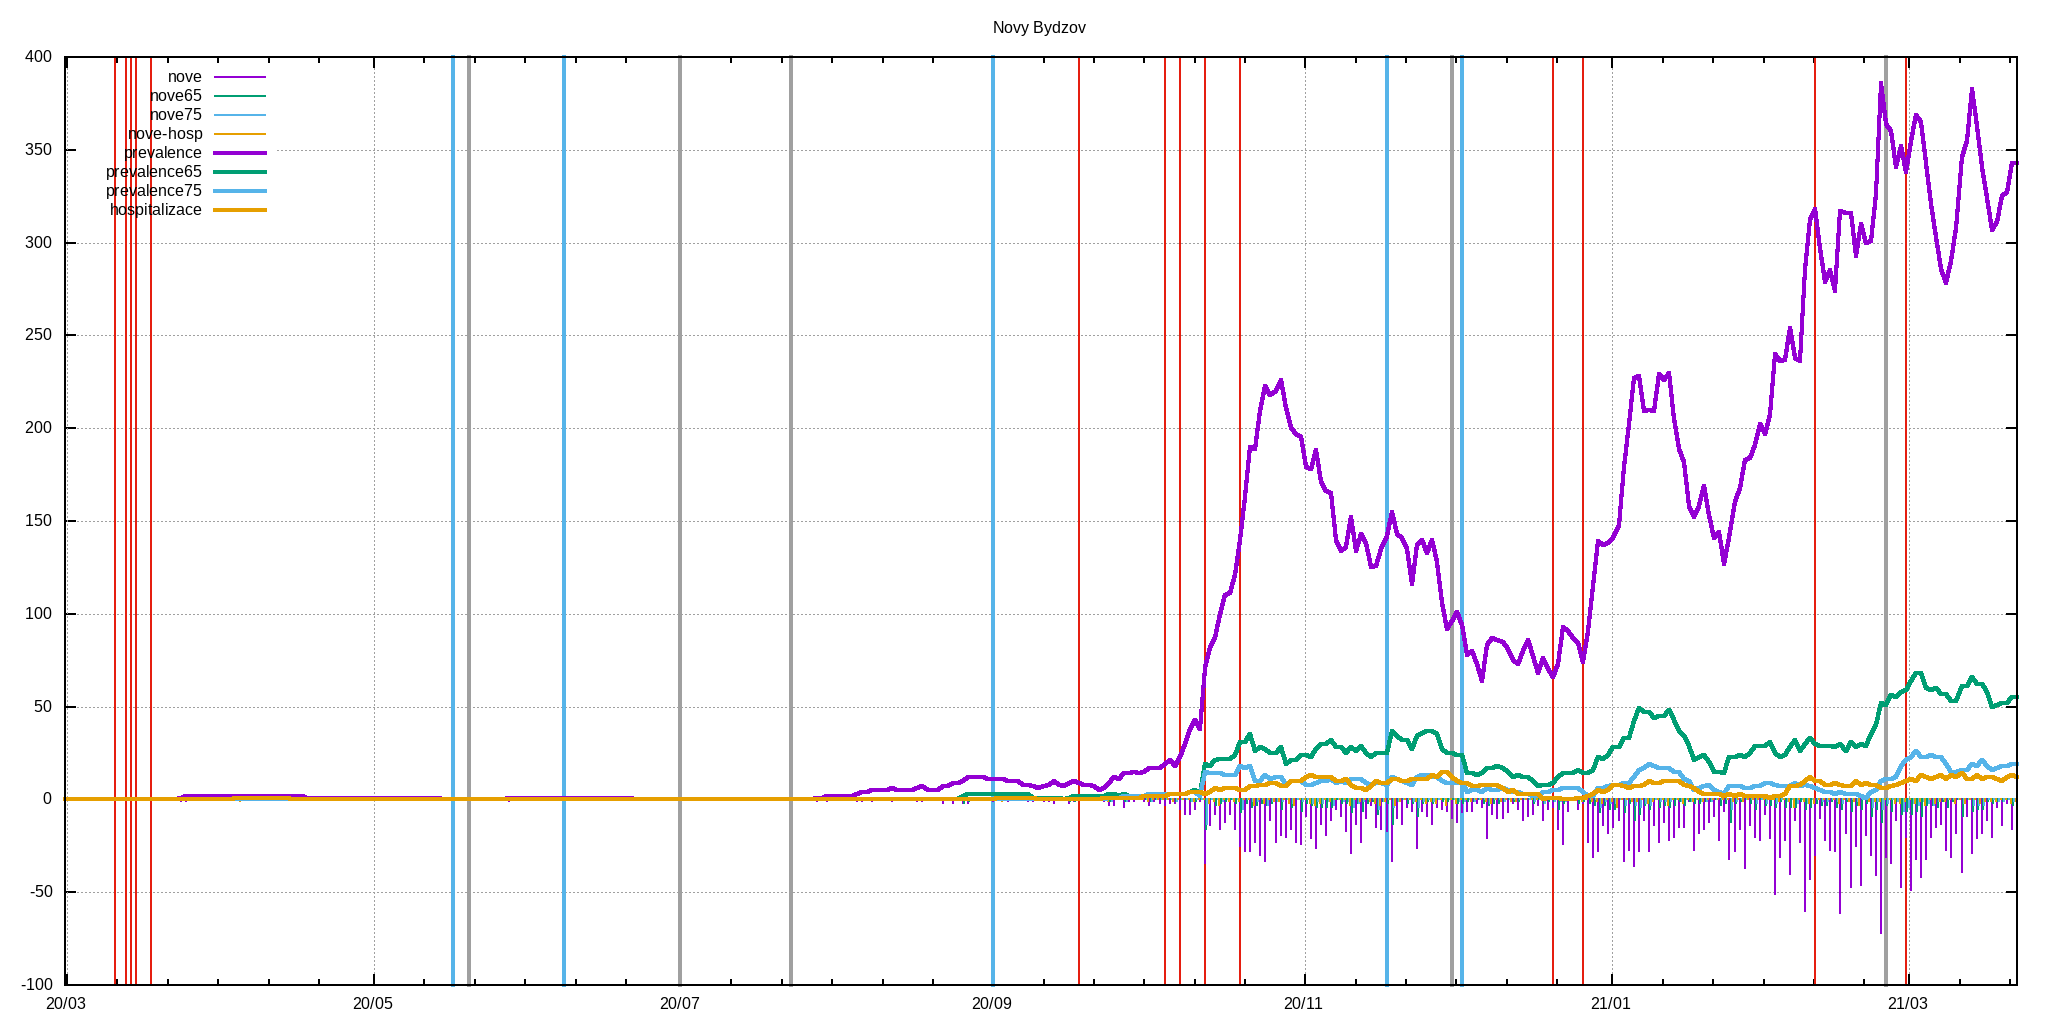 Novy Bydzov
400
350
300
250
200
150
100
50
0
-50
-100
nove
nove65
nove75
nove-hosp
prevalence
prevalence65
prevalence75
hospitalizace
20/03 20/05 20/07 20/09 20/11 21/01 21/03